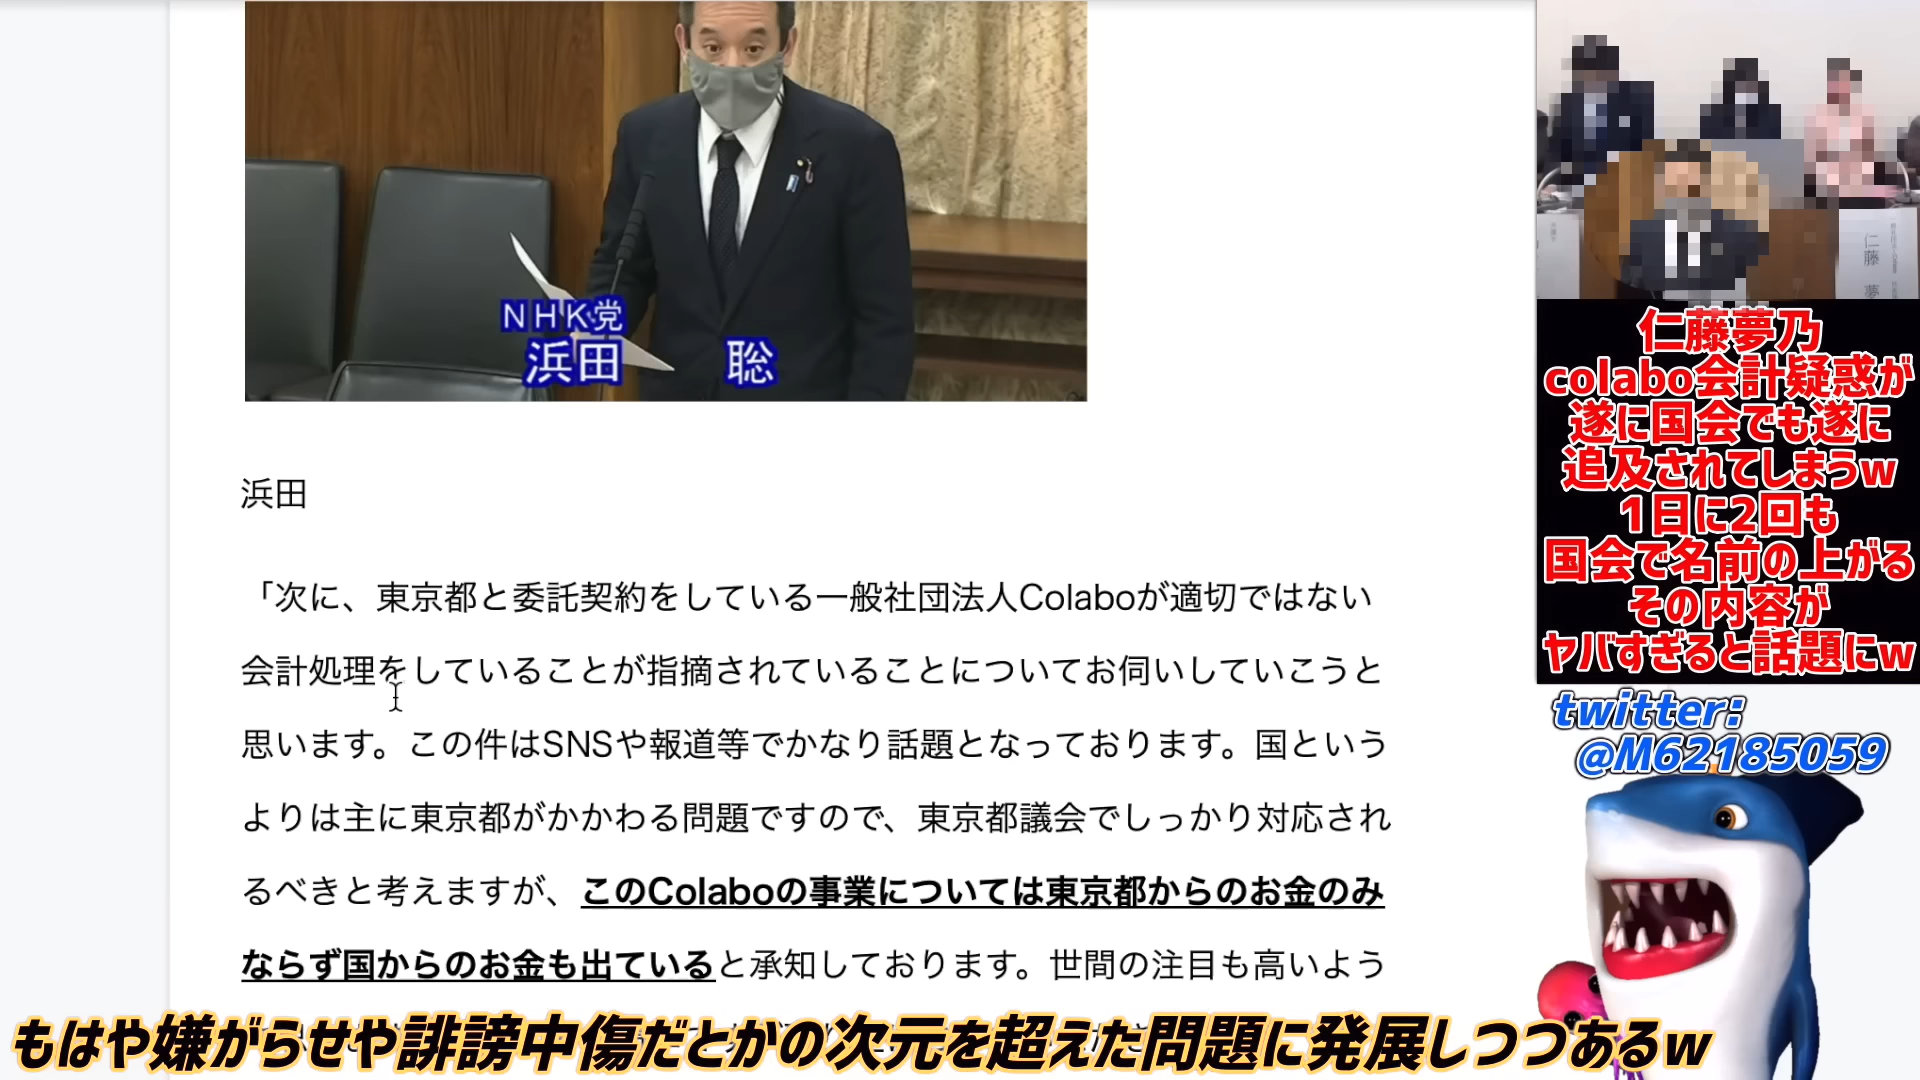 NHK党
浜田 聡
浜田
「次に、東京都と委託契約をしている一般社団法人Colaboが適切ではない
会計処理をしていることが指摘されていることについてお伺いしていこうと
思います。この件はSNSや報道等でかなり話題となっております。国という
よりは主に東京都がかかわる問題ですので、東京都議会でしっかり対応され
るべきと考えますが、このColaboの事業については東京都からのお金のみ
ならず国からのお金も出ていると承知しております。世間の注目も高いよう
もはや嫌がらせや誹謗中傷だとかの次元を超えた問題に発展しつつあるw
仁藤 夢
仁藤夢乃
colabo会計疑惑が
遂に国会でも遂に
追及されてしまうw
1日に2回も
国会で名前の上がる
その内容が
ヤバすぎると話題にw
twitter:
@M62185059